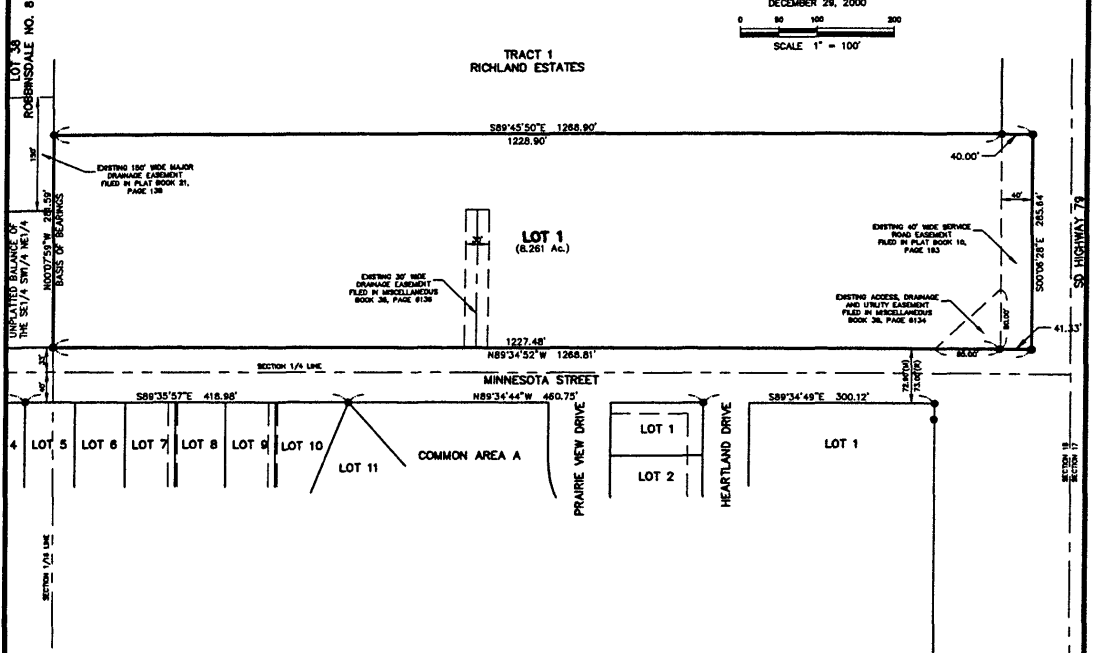 DECEMBER 29, 2000
0 50 100 200
SCALE 1" = 100'
LOT 38
ROBBINSDALE NO. 8
TRACT 1
RICHLAND ESTATES
S89°45'50"E 1268.90'
1228.90'
40.00'
150'
EXISTING 150' WIDE MAJOR
DRAINAGE EASEMENT
FILED IN PLAT BOOK 21,
PAGE 138
N00°07'59"W
BASIS OF BEARINGS
UNPLATTED BALANCE OF
THE SE1/4 SW1/4 NE1/4
LOT 1
(8.261 Ac.)
EXISTING 30' WIDE
DRAINAGE EASEMENT
FILED IN MISCELLANEOUS
BOOK 38, PAGE 6136
40'
EXISTING 40' WIDE SERVICE
ROAD EASEMENT
FILED IN PLAT BOOK 10,
PAGE 183
S00°06'28"E 285.64'
SD HIGHWAY 79
EXISTING ACCESS, DRAINAGE
AND UTILITY EASEMENT
FILED IN MISCELLANEOUS
BOOK 38, PAGE 6134
41.33'
1227.48'
N89°34'52"W 1268.81'
SECTION 1/4 LINE
MINNESOTA STREET
73.00'(R)
S89°35'57"E 418.98'
N89°34'44"W 460.75'
S89°34'49"E 300.12'
4
LOT 5
LOT 6
LOT 7
LOT 8
LOT 9
LOT 10
LOT 11
COMMON AREA A
PRAIRIE VIEW DRIVE
LOT 1
LOT 2
HEARTLAND DRIVE
LOT 1
SECTION 18
SECTION 17
SECTION 1/16 LINE